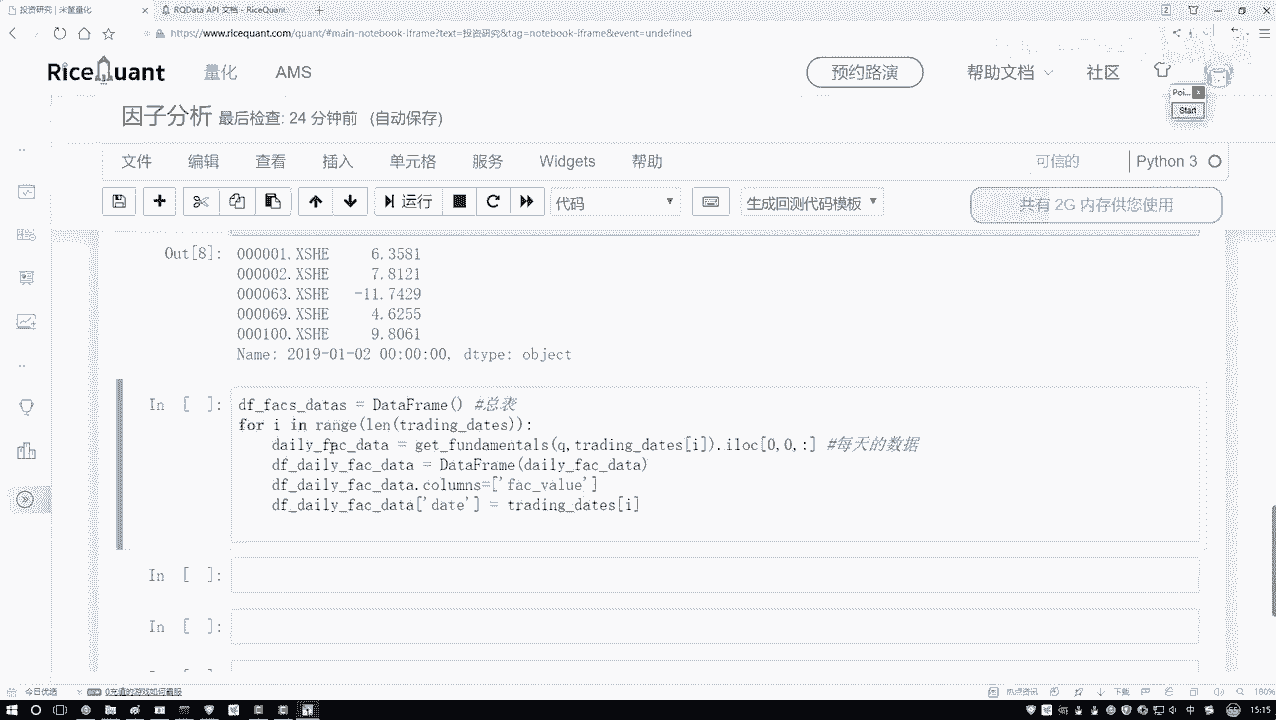 投资研究 | 米筐量化
RQData API 文档 - RiceQuant
https://www.ricequant.com/quant/#main-notebook-iframe?text=投资研究&tag=notebook-iframe&event=undefined
RiceQuant 量化 AMS 预约路演 帮助文档 社区
Poi... x
Start
因子分析 最后检查: 24 分钟前 (自动保存)
文件 编辑 查看 插入 单元格 服务 Widgets 帮助 可信的 Python 3
运行 代码 生成回测代码模板 共有 2G 内存供您使用
Out[8]: 000001.XSHE 6.3581
000002.XSHE 7.8121
000063.XSHE -11.7429
000069.XSHE 4.6255
000100.XSHE 9.8061
Name: 2019-01-02 00:00:00, dtype: object
In [ ]: df_facs_datas = DataFrame() #总表
for i in range(len(trading_dates)):
daily_fac_data = get_fundamentals(q,trading_dates[i]).iloc[0,0,:] #每天的数据
df_daily_fac_data = DataFrame(daily_fac_data)
df_daily_fac_data.columns=['fac_value']
df_daily_fac_data['date'] = trading_dates[i]
In [ ]:
In [ ]:
今日优选 热点资讯 下载 160%
中 15:15